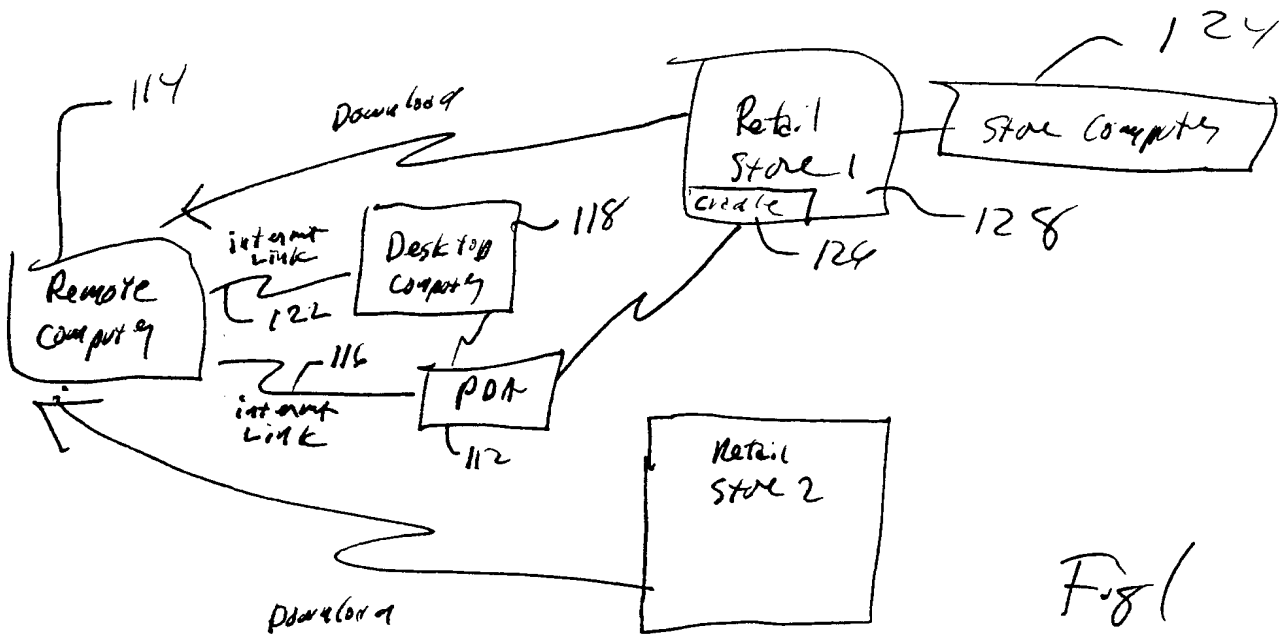 124
114
Download
Retail
Store 1
Store Computer
create
128
126
118
internet
Link
Desktop
Computer
Remote
Computer
122
116
PDA
internet
Link
112
Retail
Store 2
Download
Fig 1